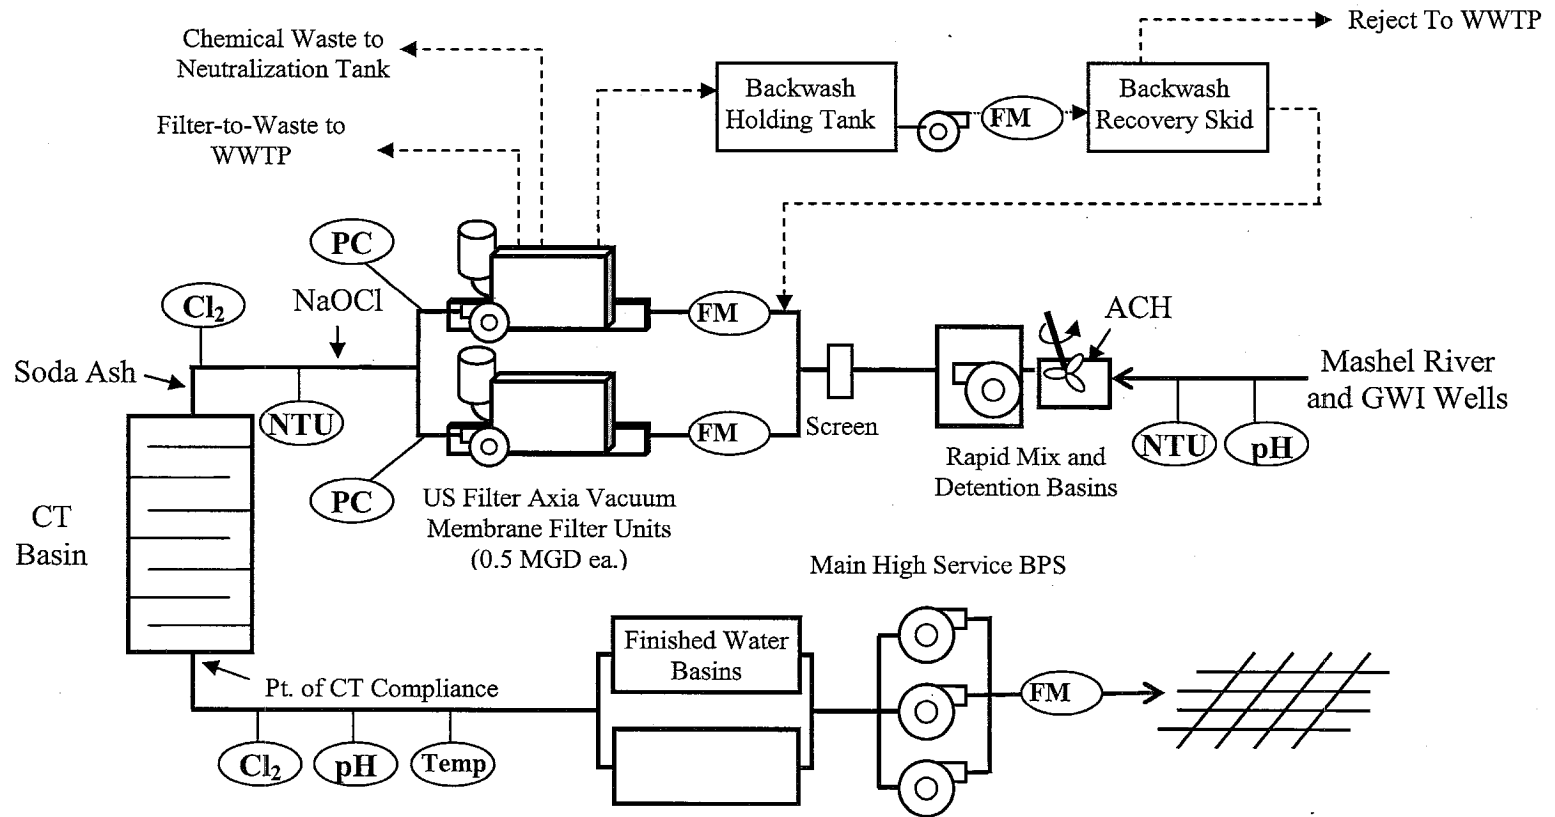 Reject To WWTP
Chemical Waste to
Neutralization Tank
Backwash
Holding Tank
FM
Backwash
Recovery Skid
Filter-to-Waste to
WWTP
PC
NaOCl
Cl₂
FM
ACH
Soda Ash
Mashel River
and GWI Wells
NTU
FM
Screen
NTU
pH
Rapid Mix and
Detention Basins
PC
US Filter Axia Vacuum
Membrane Filter Units
(0.5 MGD ea.)
CT
Basin
Main High Service BPS
Finished Water
Basins
Pt. of CT Compliance
FM
Cl₂
pH
Temp